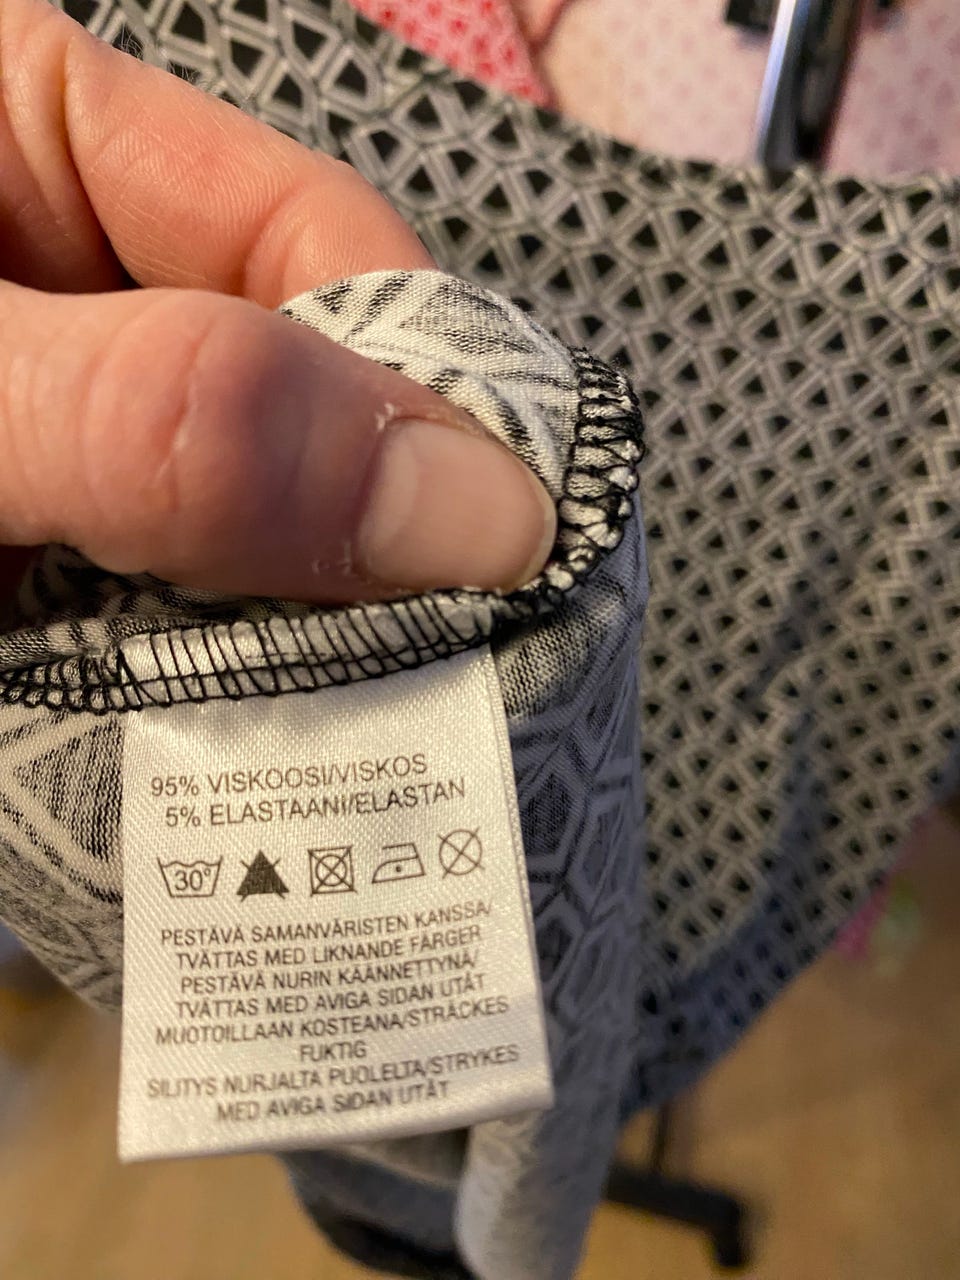 95% VISKOOSI/VISKOS
5% ELASTAANI/ELASTAN
30°
PESTÄVÄ SAMANVÄRISTEN KANSSA/
TVÄTTAS MED LIKNANDE FÄRGER
PESTÄVÄ NURIN KÄÄNNETTYNÄ/
TVÄTTAS MED AVIGA SIDAN UTÅT
MUOTOILLAAN KOSTEANA/STRÄCKES
FUKTIG
SILITYS NURJALTA PUOLELTA/STRYKES
MED AVIGA SIDAN UTÅT